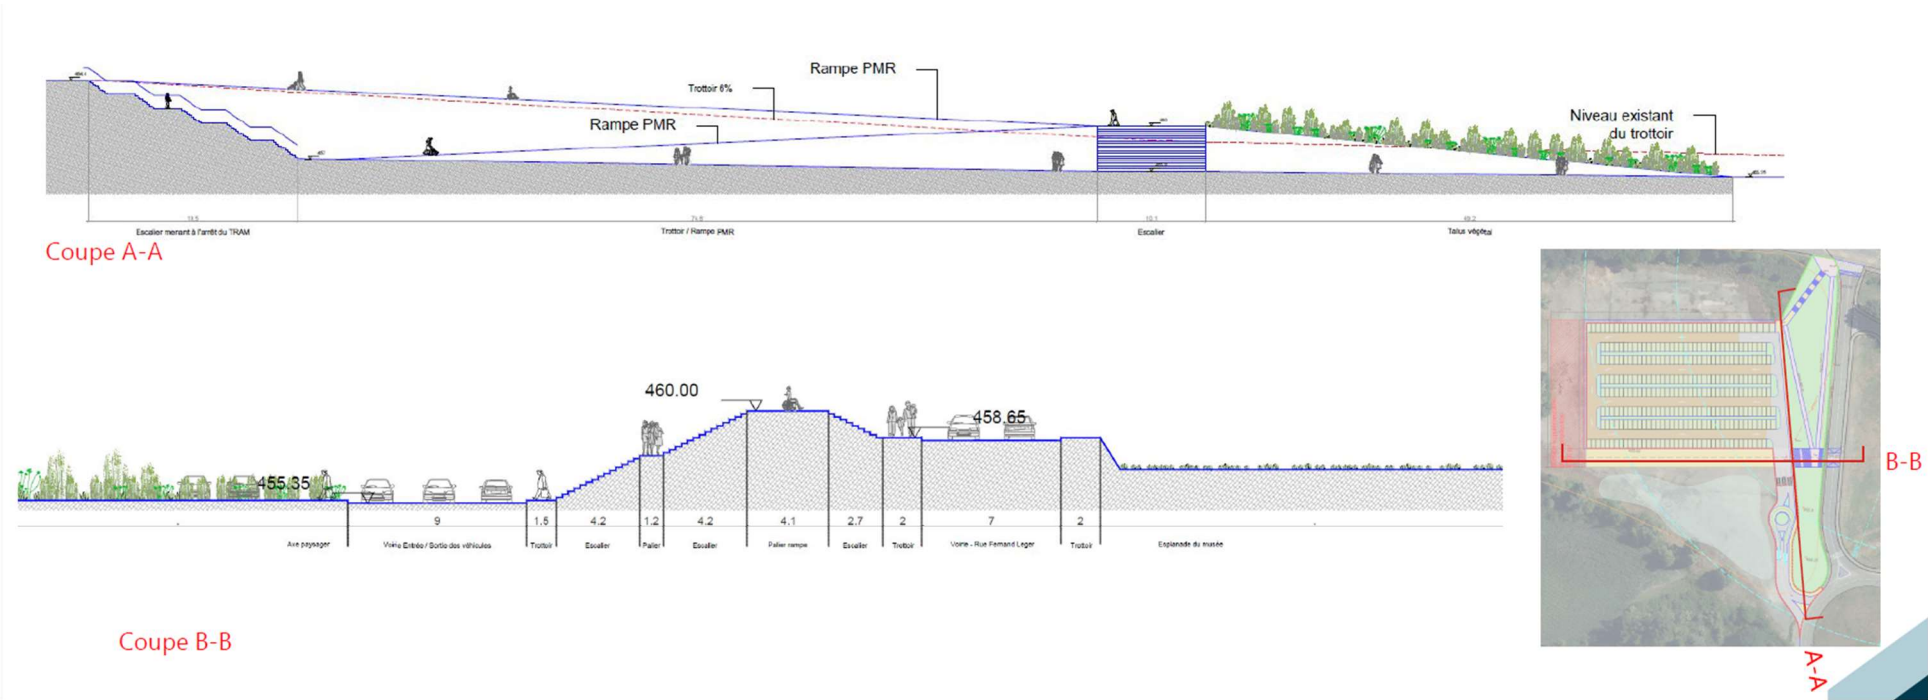 Rampe PMR
Trottoir 6%
Rampe PMR
Niveau existant
du trottoir
Escalier menant à l'arrêt du TRAM
Trottoir / Rampe PMR
Escalier
Talus végétal
Coupe A-A
460.00
458.65
455.35
9
1.5
4.2
1.2
4.2
4.1
2.7
2
7
2
Axe paysager
Voirie Entrée / Sortie des véhicules
Trottoir
Escalier
Palier
Escalier
Palier rampe
Escalier
Trottoir
Voirie - Rue Fernand Leger
Trottoir
Esplanade du musée
Coupe B-B
B-B
A-A